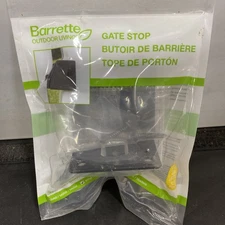 Barrette
OUTDOOR LIVING
GATE STOP
BUTOIR DE BARRIÈRE
TOPE DE PORTÓN